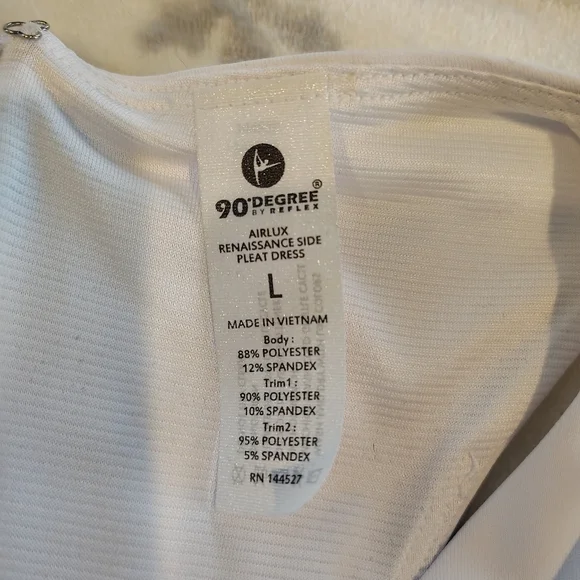 90°DEGREE®
BY REFLEX
AIRLUX
RENAISSANCE SIDE
PLEAT DRESS
L
MADE IN VIETNAM
Body :
88% POLYESTER
12% SPANDEX
Trim1 :
90% POLYESTER
10% SPANDEX
Trim2 :
95% POLYESTER
5% SPANDEX
RN 144527